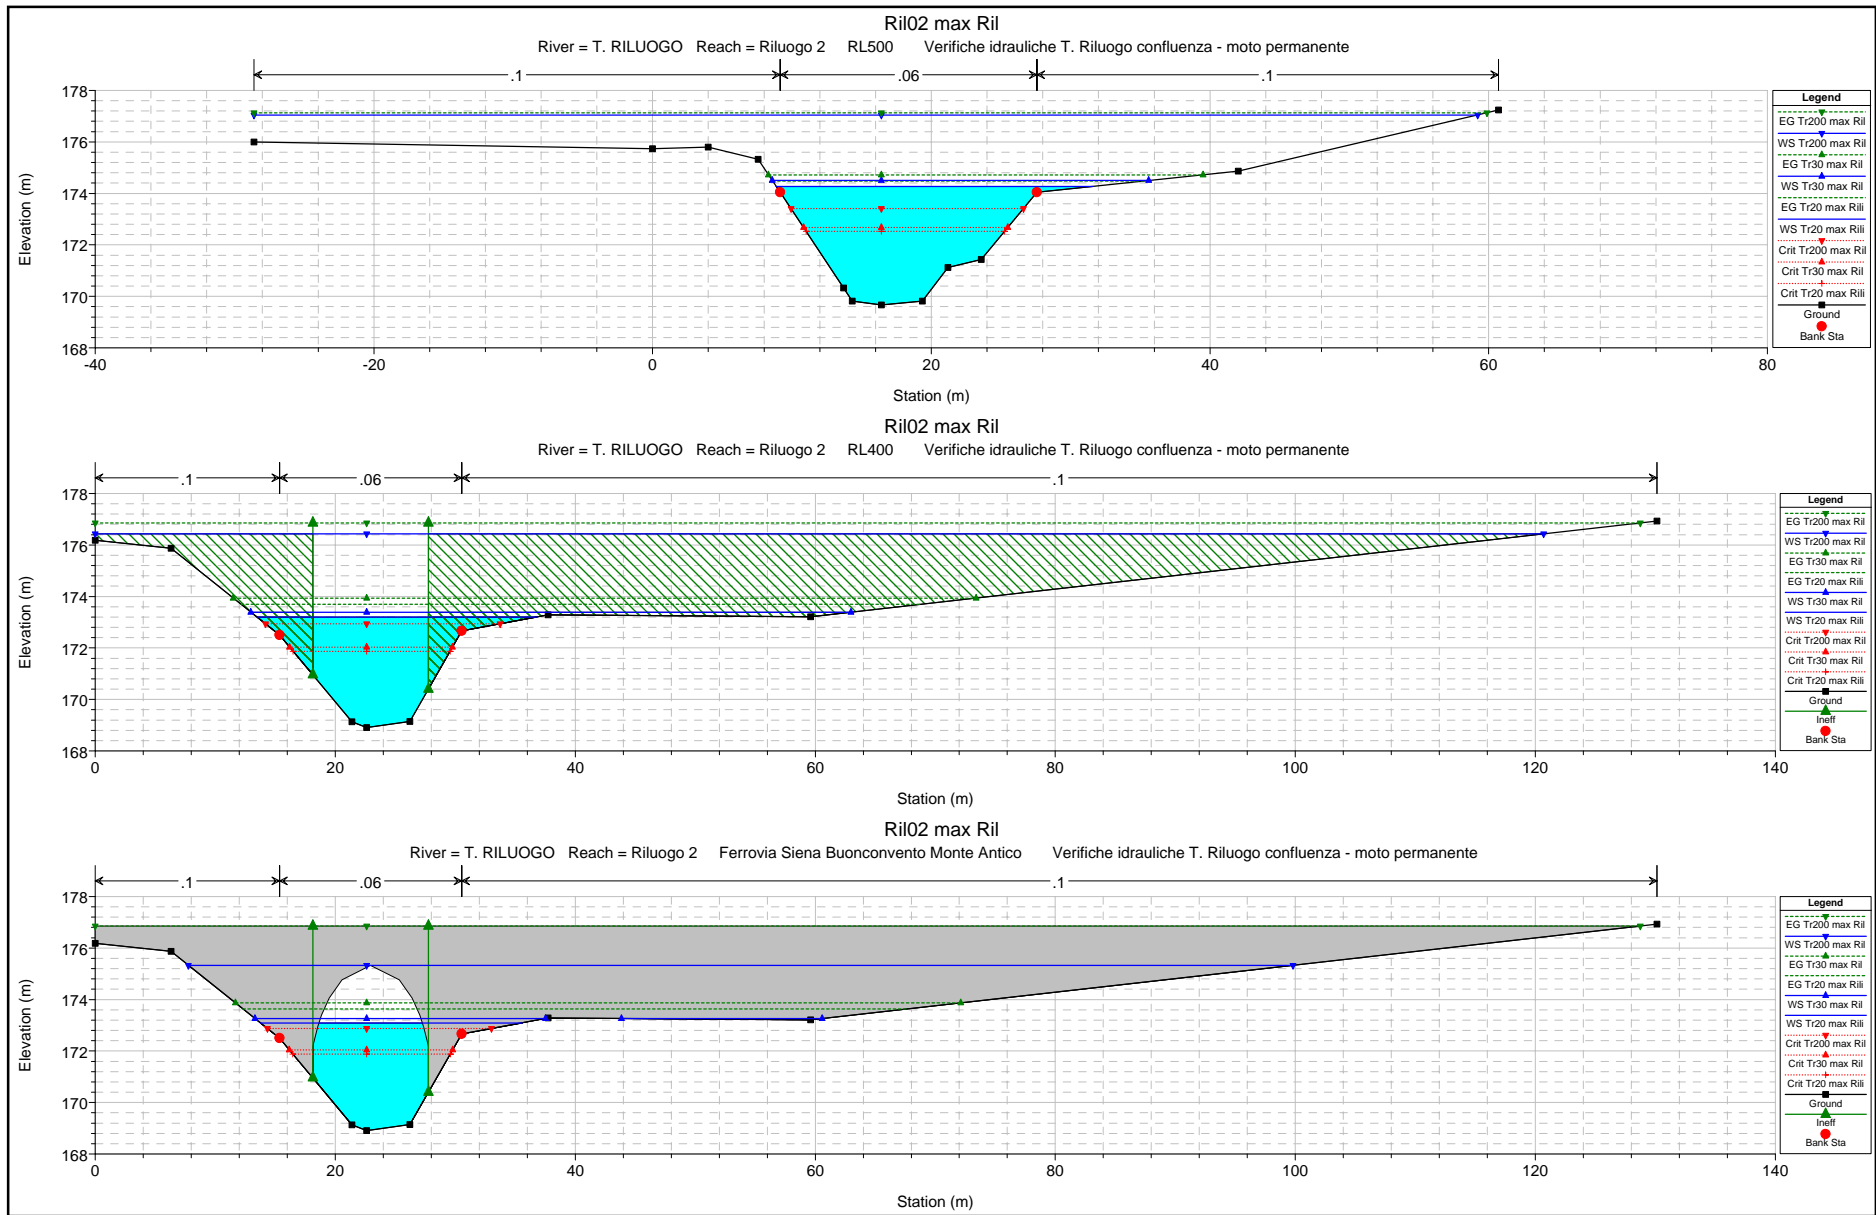 Ril02 max Ril
River = T. RILUOGO Reach = Riluogo 2 RL500 Verifiche idrauliche T. Riluogo confluenza - moto permanente
.1 .06 .1
178
176
174
172
170
168
Elevation (m)
-40 -20 0 20 40 60 80
Station (m)
Legend
EG Tr200 max Ril
WS Tr200 max Ril
EG Tr30 max Ril
WS Tr30 max Ril
EG Tr20 max Rili
WS Tr20 max Rili
Crit Tr200 max Ril
Crit Tr30 max Ril
Crit Tr20 max Rili
Ground
Bank Sta
Ril02 max Ril
River = T. RILUOGO Reach = Riluogo 2 RL400 Verifiche idrauliche T. Riluogo confluenza - moto permanente
.1 .06 .1
178
176
174
172
170
168
Elevation (m)
0 20 40 60 80 100 120 140
Station (m)
Legend
EG Tr200 max Ril
WS Tr200 max Ril
EG Tr30 max Ril
EG Tr20 max Rili
WS Tr30 max Ril
WS Tr20 max Rili
Crit Tr200 max Ril
Crit Tr30 max Ril
Crit Tr20 max Rili
Ground
Ineff
Bank Sta
Ril02 max Ril
River = T. RILUOGO Reach = Riluogo 2 Ferrovia Siena Buonconvento Monte Antico Verifiche idrauliche T. Riluogo confluenza - moto permanente
.1 .06 .1
178
176
174
172
170
168
Elevation (m)
0 20 40 60 80 100 120 140
Station (m)
Legend
EG Tr200 max Ril
WS Tr200 max Ril
EG Tr30 max Ril
EG Tr20 max Rili
WS Tr30 max Ril
WS Tr20 max Rili
Crit Tr200 max Ril
Crit Tr30 max Ril
Crit Tr20 max Rili
Ground
Ineff
Bank Sta